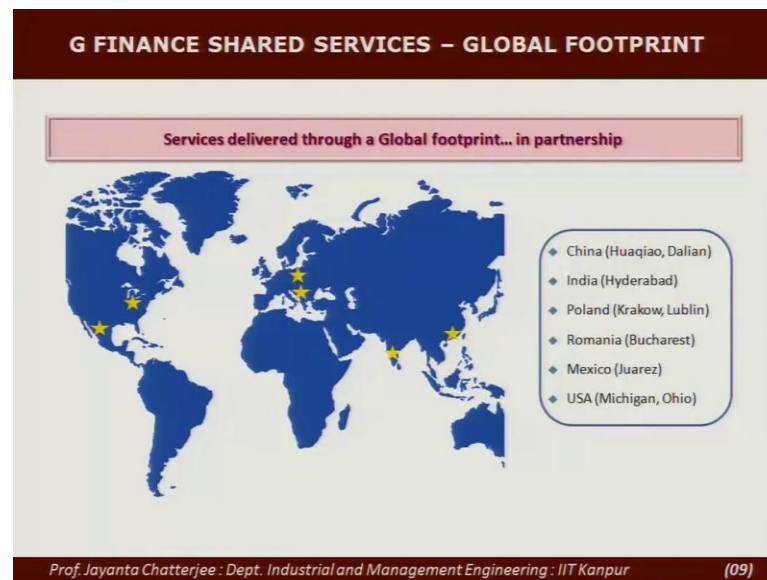 G FINANCE SHARED SERVICES – GLOBAL FOOTPRINT
Services delivered through a Global footprint... in partnership
China (Huaqiao, Dalian)
India (Hyderabad)
Poland (Krakow, Lublin)
Romania (Bucharest)
Mexico (Juarez)
USA (Michigan, Ohio)
Prof. Jayanta Chatterjee : Dept. Industrial and Management Engineering : IIT Kanpur (09)